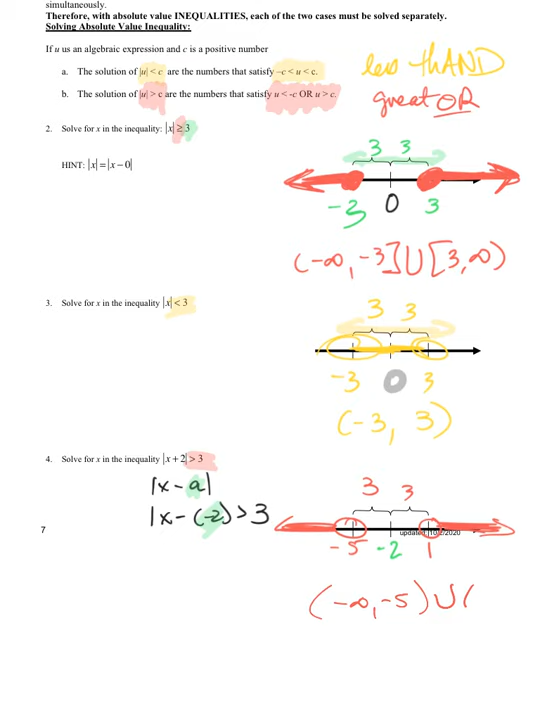 simultaneously.
Therefore, with absolute value INEQUALITIES, each of the two cases must be solved separately.
Solving Absolute Value Inequality:
If u us an algebraic expression and c is a positive number
a. The solution of |u| < c are the numbers that satisfy –c < u < c.
less thAND
b. The solution of |u| > c are the numbers that satisfy u < -c OR u > c.
greatOR
2. Solve for x in the inequality: |x| ≥ 3
3 3
HINT: |x| = |x − 0|
-3 0 3
(-∞, -3] U [3, ∞)
3. Solve for x in the inequality |x| < 3
3 3
-3 0 3
(-3, 3)
4. Solve for x in the inequality |x + 2| > 3
|x - a|
3 3
|x - (-2) > 3
7
updated 10/2/2020
-5 -2 1
(-∞, -5) U (